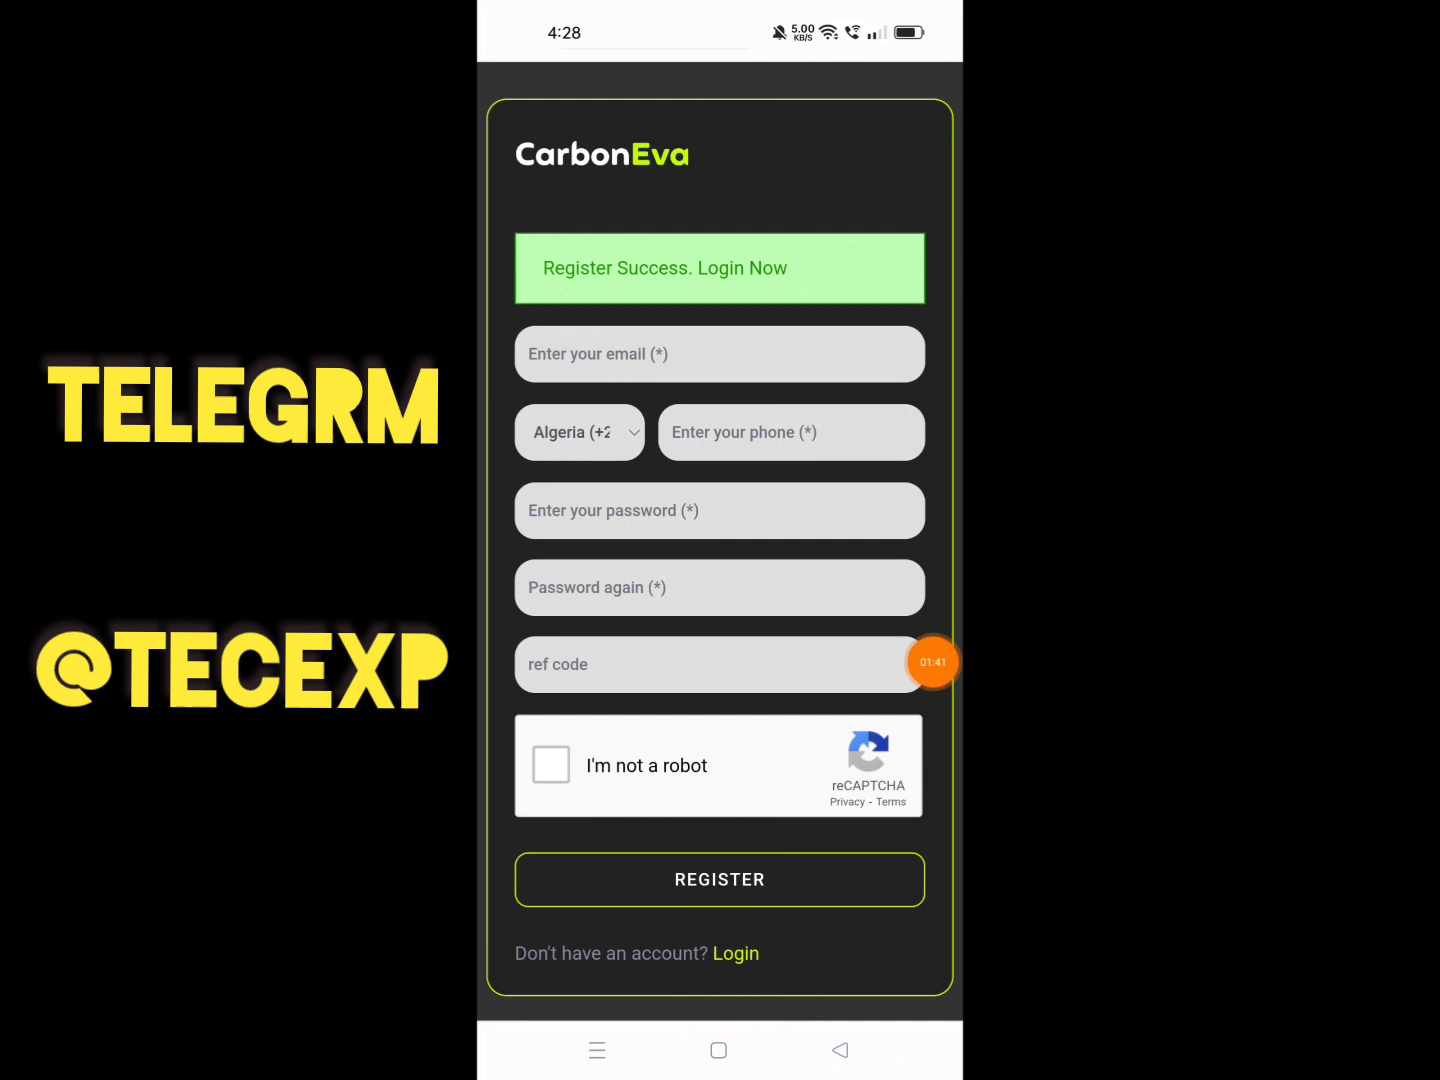 4:28
5.00
KB/S
CarbonEva
Register Success. Login Now
Enter your email (*)
Algeria (+2
Enter your phone (*)
Enter your password (*)
Password again (*)
ref code
01:41
I'm not a robot
reCAPTCHA
Privacy - Terms
REGISTER
Don't have an account? Login
TELEGRM
@TECEXP